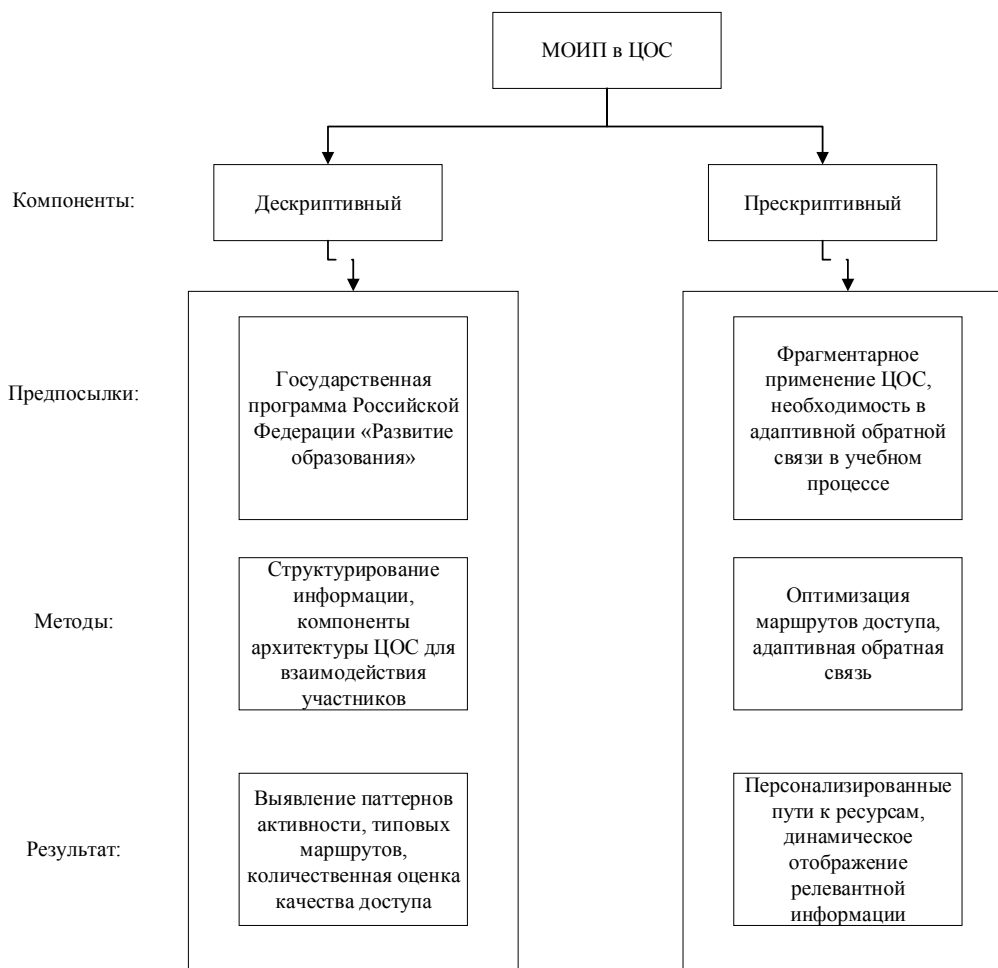 МОИП в ЦОС
Компоненты:
Дескриптивный
Прескриптивный
Предпосылки:
Государственная
программа Российской
Федерации «Развитие
образования»
Фрагментарное
применение ЦОС,
необходимость в
адаптивной обратной
связи в учебном
процессе
Методы:
Структурирование
информации,
компоненты
архитектуры ЦОС для
взаимодействия
участников
Оптимизация
маршрутов доступа,
адаптивная обратная
связь
Результат:
Выявление паттернов
активности, типовых
маршрутов,
количественная оценка
качества доступа
Персонализированные
пути к ресурсам,
динамическое
отображение
релевантной
информации